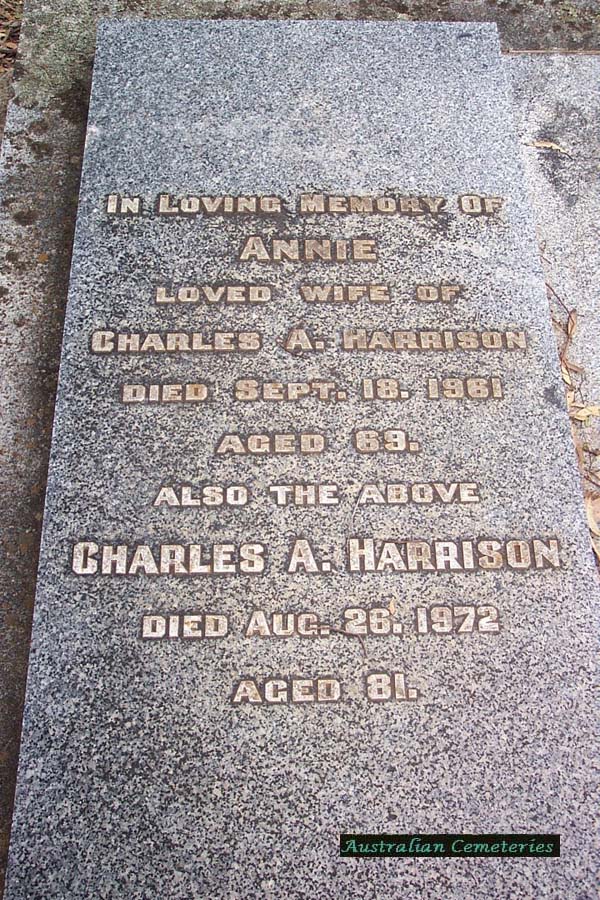 In Loving Memory Of
Annie
Loved Wife Of
Charles A. Harrison
Died Sept. 18. 1961
Aged 69.
Also The Above
Charles A. Harrison
Died Aug. 26. 1972
Aged 81.
Australian Cemeteries